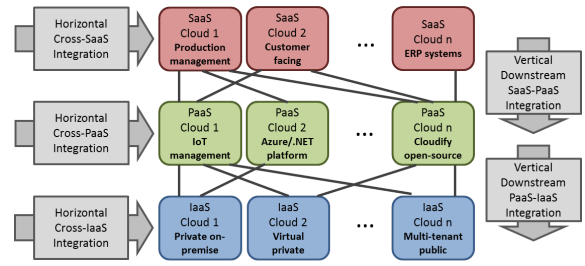 Horizontal
Cross-SaaS
Integration
SaaS
Cloud 1
Production
management
SaaS
Cloud 2
Customer
facing
...
SaaS
Cloud n
ERP systems
Vertical
Downstream
SaaS-PaaS
Integration
Horizontal
Cross-PaaS
Integration
PaaS
Cloud 1
IoT
management
PaaS
Cloud 2
Azure/.NET
platform
...
PaaS
Cloud n
Cloudify
open-source
Vertical
Downstream
PaaS-IaaS
Integration
Horizontal
Cross-IaaS
Integration
IaaS
Cloud 1
Private on-
premise
IaaS
Cloud 2
Virtual
private
...
IaaS
Cloud n
Multi-tenant
public